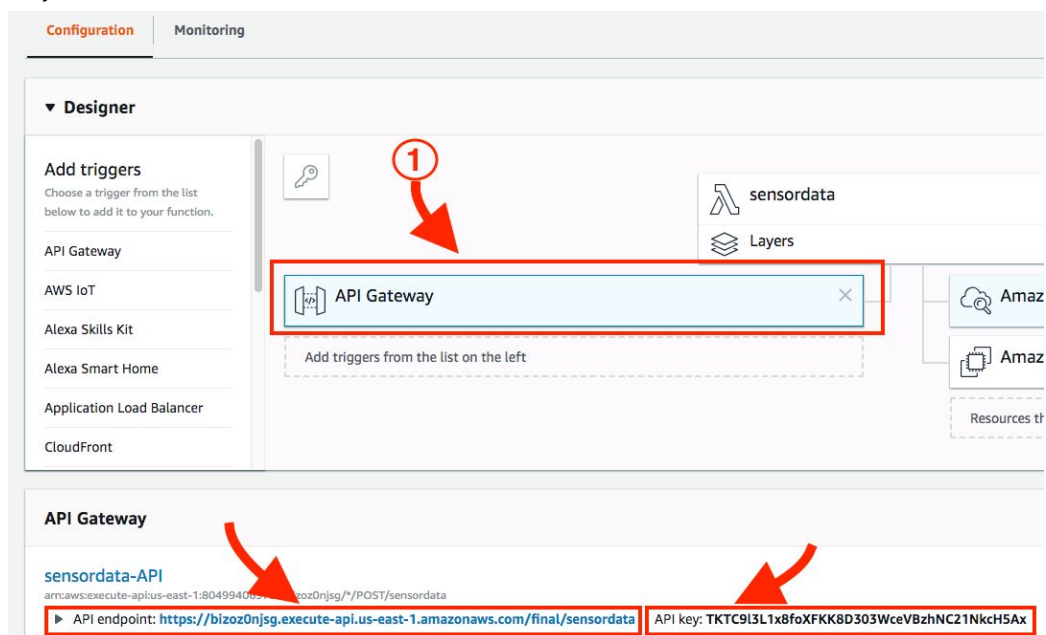 Configuration Monitoring
▼ Designer
Add triggers
Choose a trigger from the list
below to add it to your function.
API Gateway
AWS IoT
Alexa Skills Kit
Alexa Smart Home
Application Load Balancer
CloudFront
1
sensordata
Layers
API Gateway
Add triggers from the list on the left
Amaz
Amaz
Resources th
API Gateway
sensordata-API
arn:aws:execute-api:us-east-1:8049940 zoz0njsg/*/POST/sensordata
▶ API endpoint: https://bizoz0njsg.execute-api.us-east-1.amazonaws.com/final/sensordata API key: TKTC9l3L1x8foXFKK8D303WceVBzhNC21NkcH5Ax